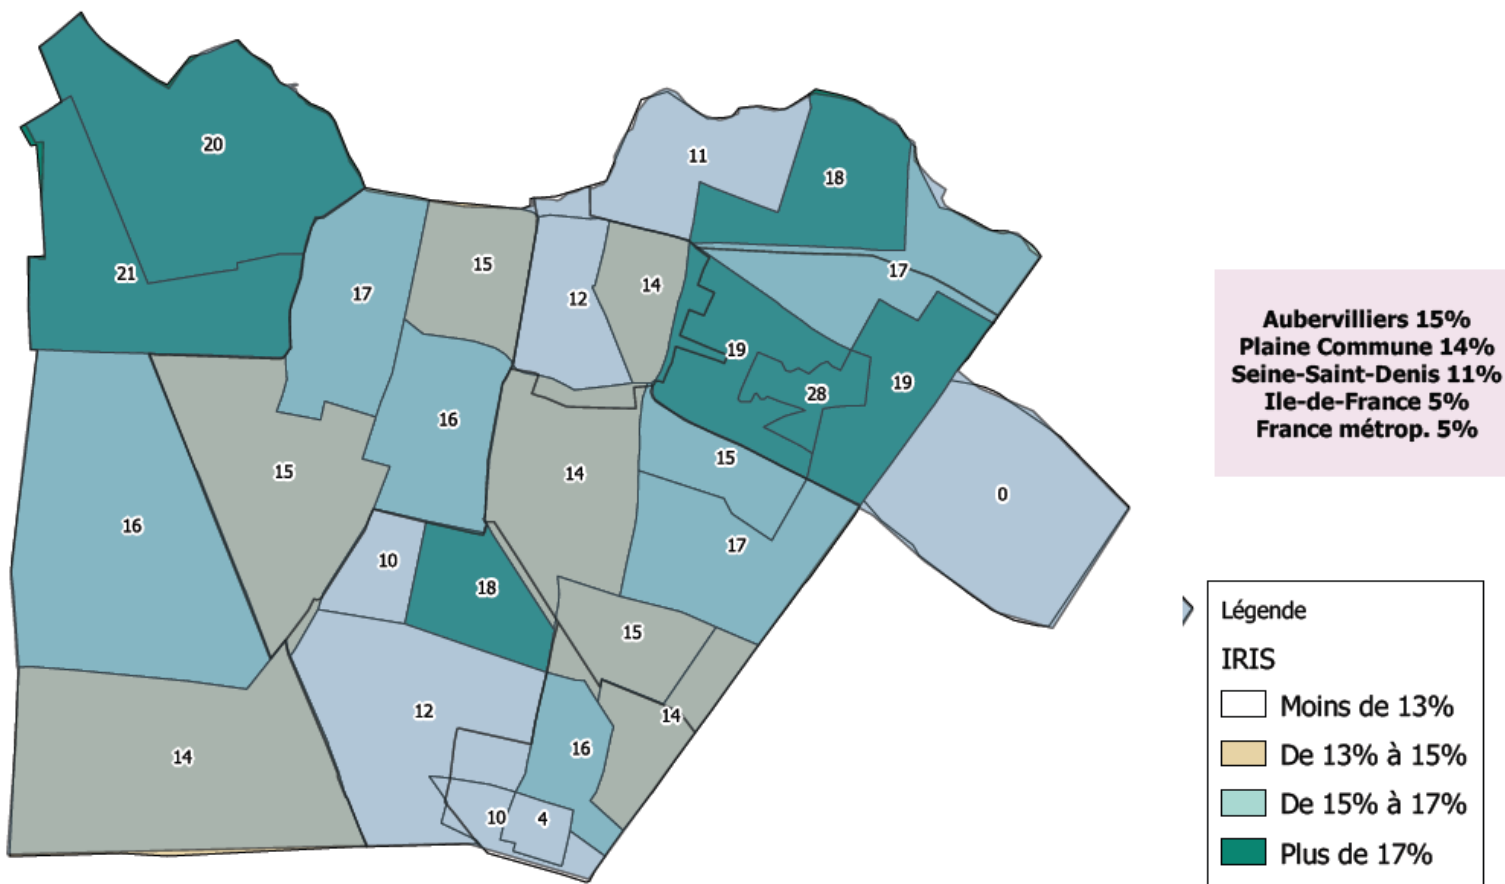 20
11
18
21
17
15
12
14
17
19
28
19
16
15
14
15
0
16
10
18
17
15
12
14
14
16
10
4
Aubervilliers 15%
Plaine Commune 14%
Seine-Saint-Denis 11%
Ile-de-France 5%
France métrop. 5%
Légende
IRIS
Moins de 13%
De 13% à 15%
De 15% à 17%
Plus de 17%